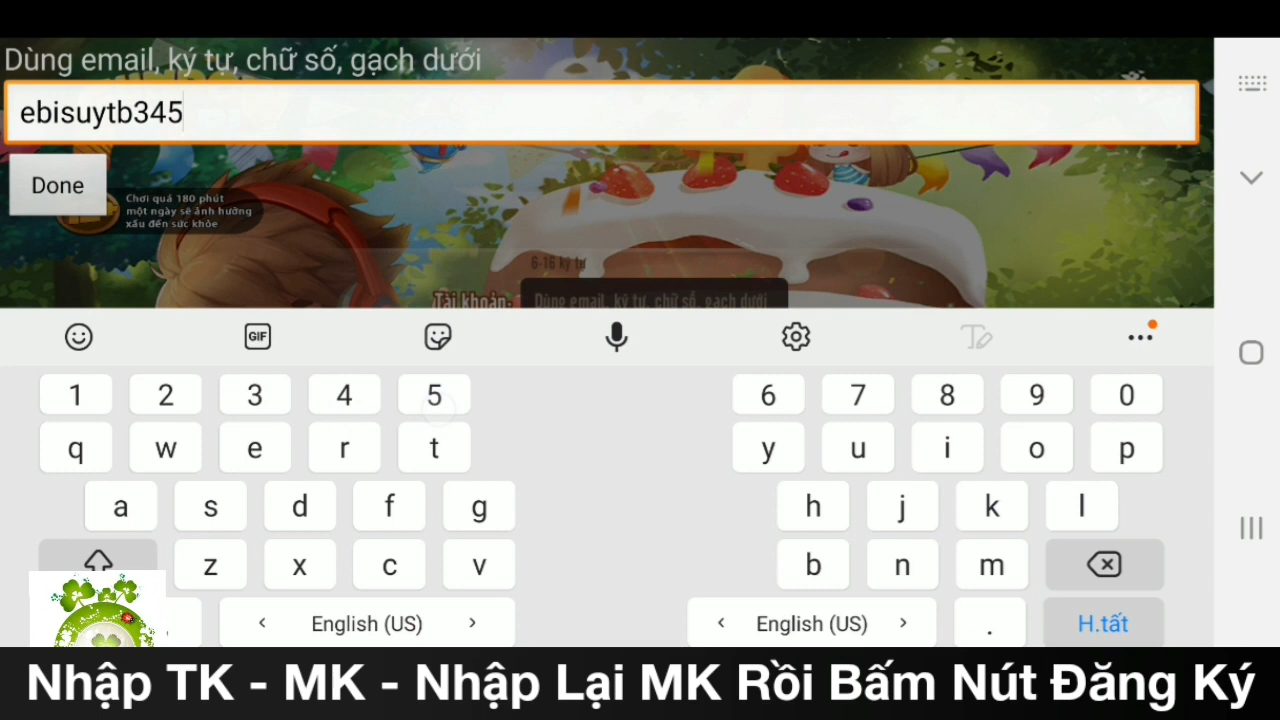 Dùng email, ký tự, chữ số, gạch dưới
ebisuytb345
Done
Chơi quá 180 phút
một ngày sẽ ảnh hưởng
xấu đến sức khỏe
6-16 ký tự
Tài khoản:
Dùng email, ký tự, chữ số, gạch dưới
GIF
1 2 3 4 5 6 7 8 9 0
q w e r t y u i o p
a s d f g h j k l
z x c v b n m
< English (US) > < English (US) > . H.tất
Nhập TK - MK - Nhập Lại MK Rồi Bấm Nút Đăng Ký